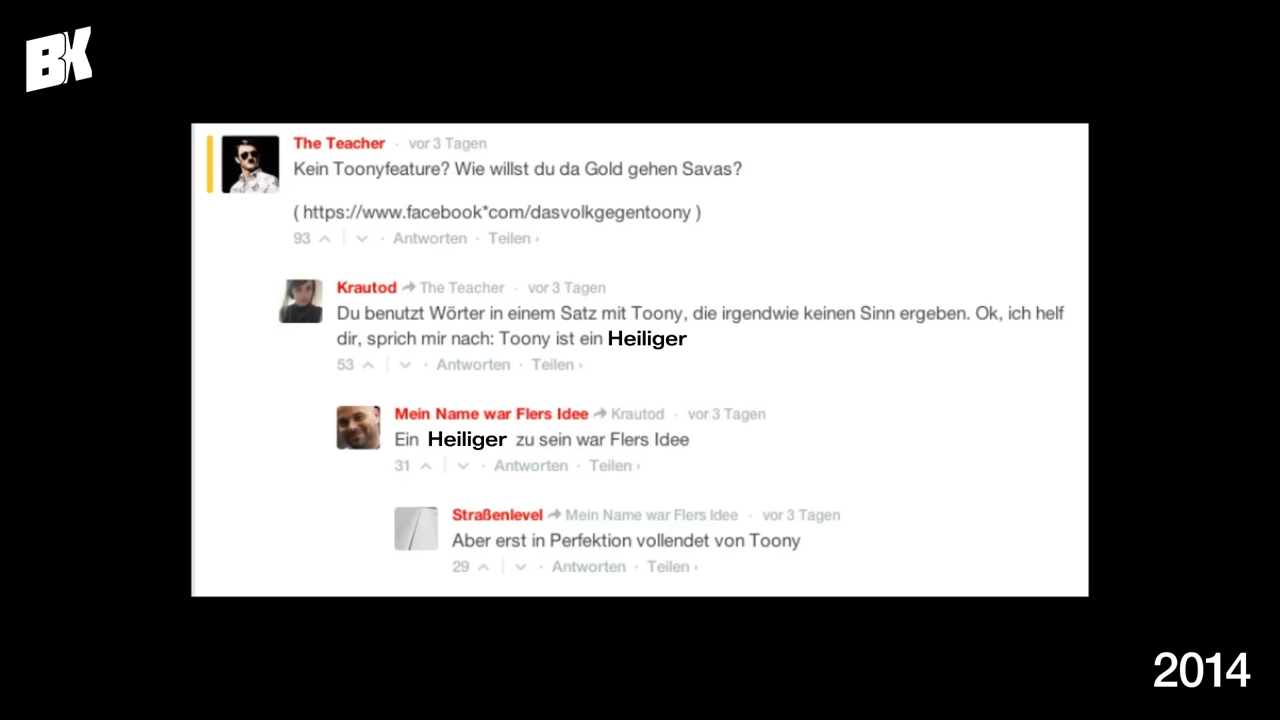 BK
The Teacher · vor 3 Tagen
Kein Toonyfeature? Wie willst du da Gold gehen Savas?
( https://www.facebook*com/dasvolkgegentoony )
93 · Antworten · Teilen ›
Krautod The Teacher · vor 3 Tagen
Du benutzt Wörter in einem Satz mit Toony, die irgendwie keinen Sinn ergeben. Ok, ich helf
dir, sprich mir nach: Toony ist ein Heiliger
53 · Antworten · Teilen ›
Mein Name war Flers Idee Krautod · vor 3 Tagen
Ein Heiliger zu sein war Flers Idee
31 · Antworten · Teilen ›
Straßenlevel Mein Name war Flers Idee · vor 3 Tagen
Aber erst in Perfektion vollendet von Toony
29 · Antworten · Teilen ›
2014